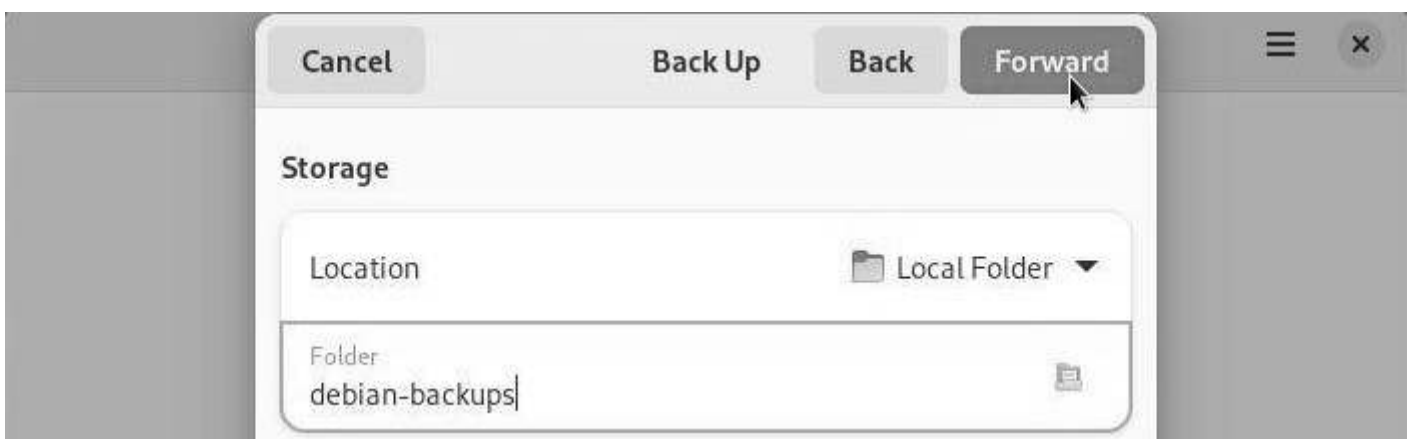 Cancel Back Up Back Forward
Storage
Location Local Folder
Folder
debian-backups